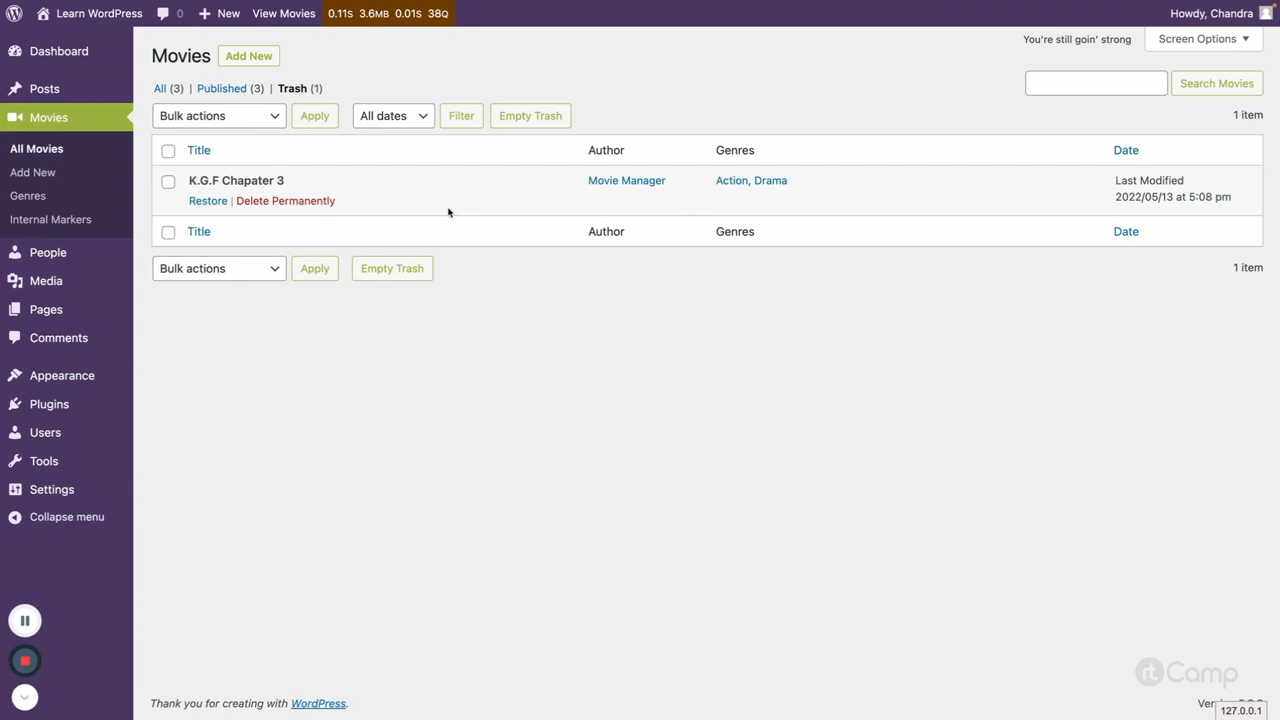 Learn WordPress 0 New View Movies 0.11S 3.6MB 0.01S 38Q Howdy, Chandra
You're still goin' strong Screen Options
Dashboard
Posts
Movies
All Movies
Add New
Genres
Internal Markers
People
Media
Pages
Comments
Appearance
Plugins
Users
Tools
Settings
Collapse menu
Movies Add New
All (3) | Published (3) | Trash (1)
Search Movies
Bulk actions Apply All dates Filter Empty Trash 1 item
Title Author Genres Date
K.G.F Chapater 3 Movie Manager Action, Drama Last Modified
Restore | Delete Permanently 2022/05/13 at 5:08 pm
Title Author Genres Date
Bulk actions Apply Empty Trash 1 item
rtCamp
Thank you for creating with WordPress.
127.0.0.1